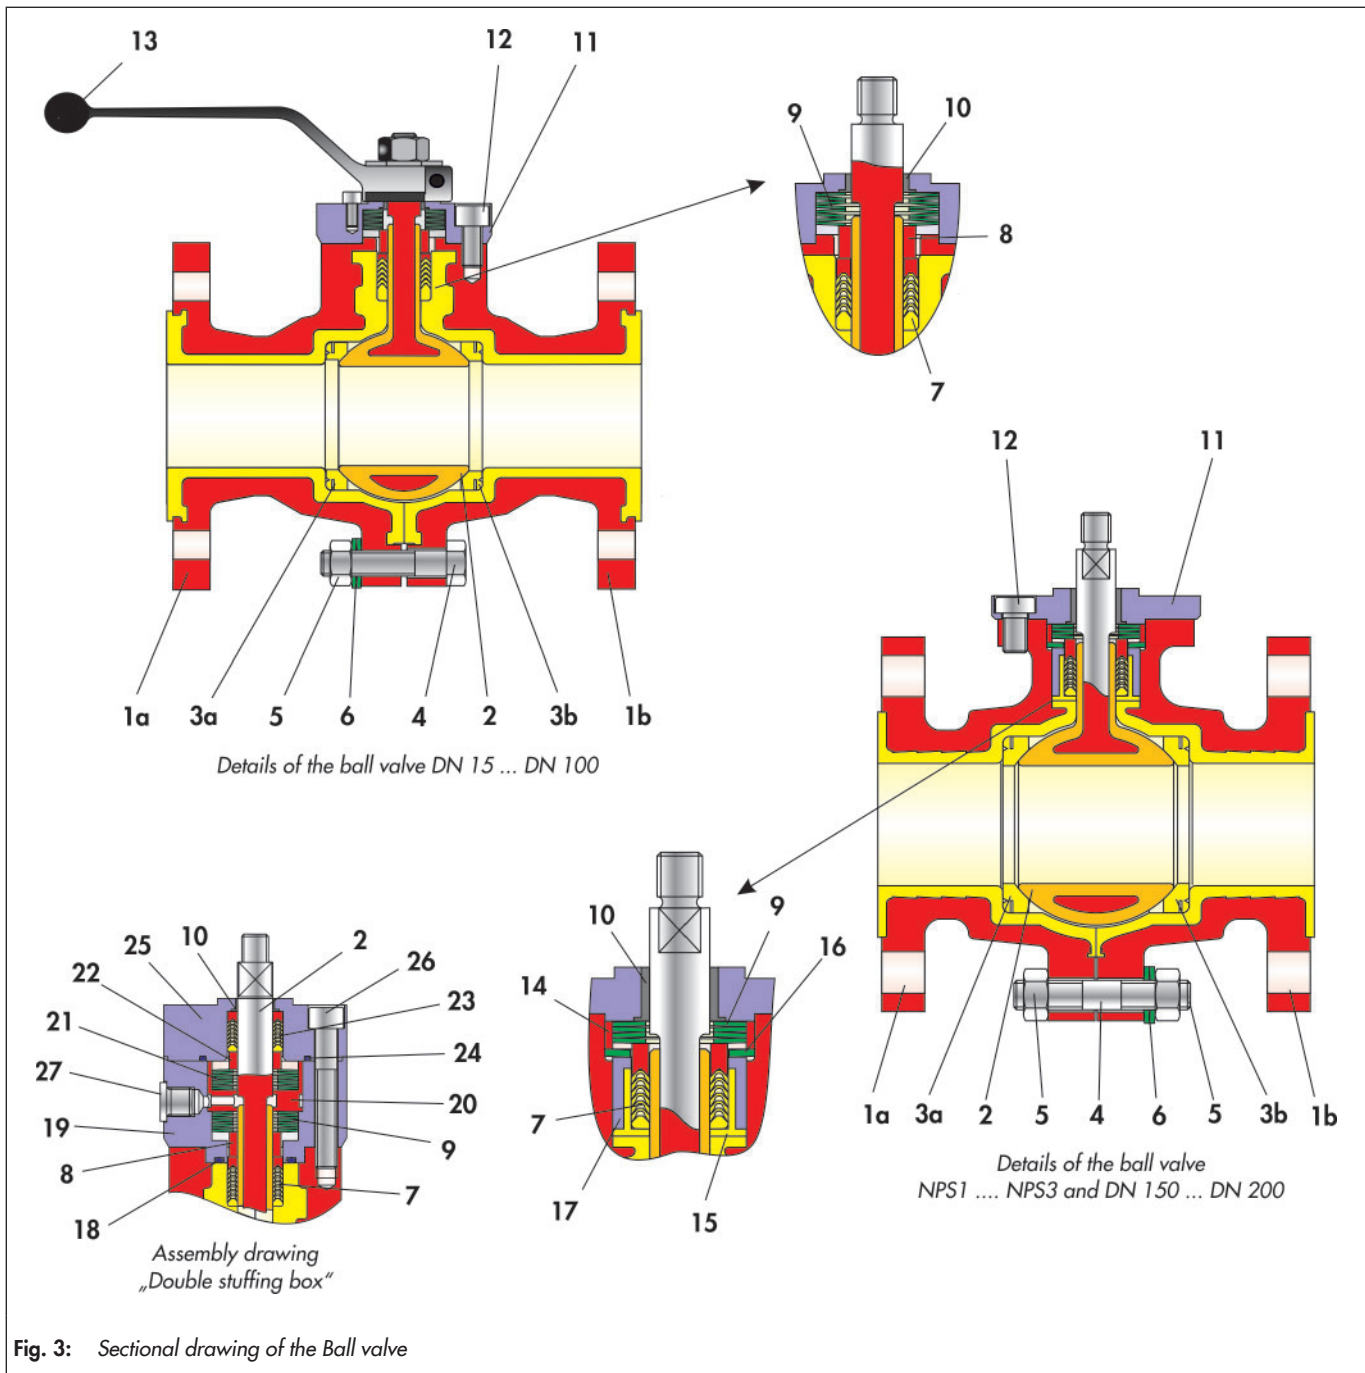 13
12
11
9
10
8
7
1a
3a
5
6
4
2
3b
1b
Details of the ball valve DN 15 ... DN 100
12
11
1a
3a
2
5
4
6
5
3b
1b
Details of the ball valve
NPS1 .... NPS3 and DN 150 ... DN 200
10
9
16
14
7
17
15
25
10
2
26
22
23
21
24
27
20
19
9
8
7
18
Assembly drawing
„Double stuffing box“
Fig. 3: Sectional drawing of the Ball valve